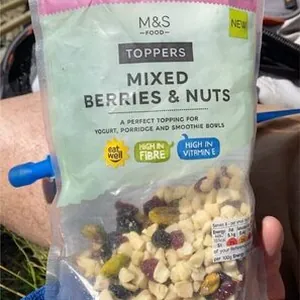 M&S
FOOD
NEW
TOPPERS
MIXED
BERRIES & NUTS
A PERFECT TOPPING FOR
YOGURT, PORRIDGE AND SMOOTHIE BOWLS
eat
well
HIGH IN
FIBRE
HIGH IN
VITAMIN E